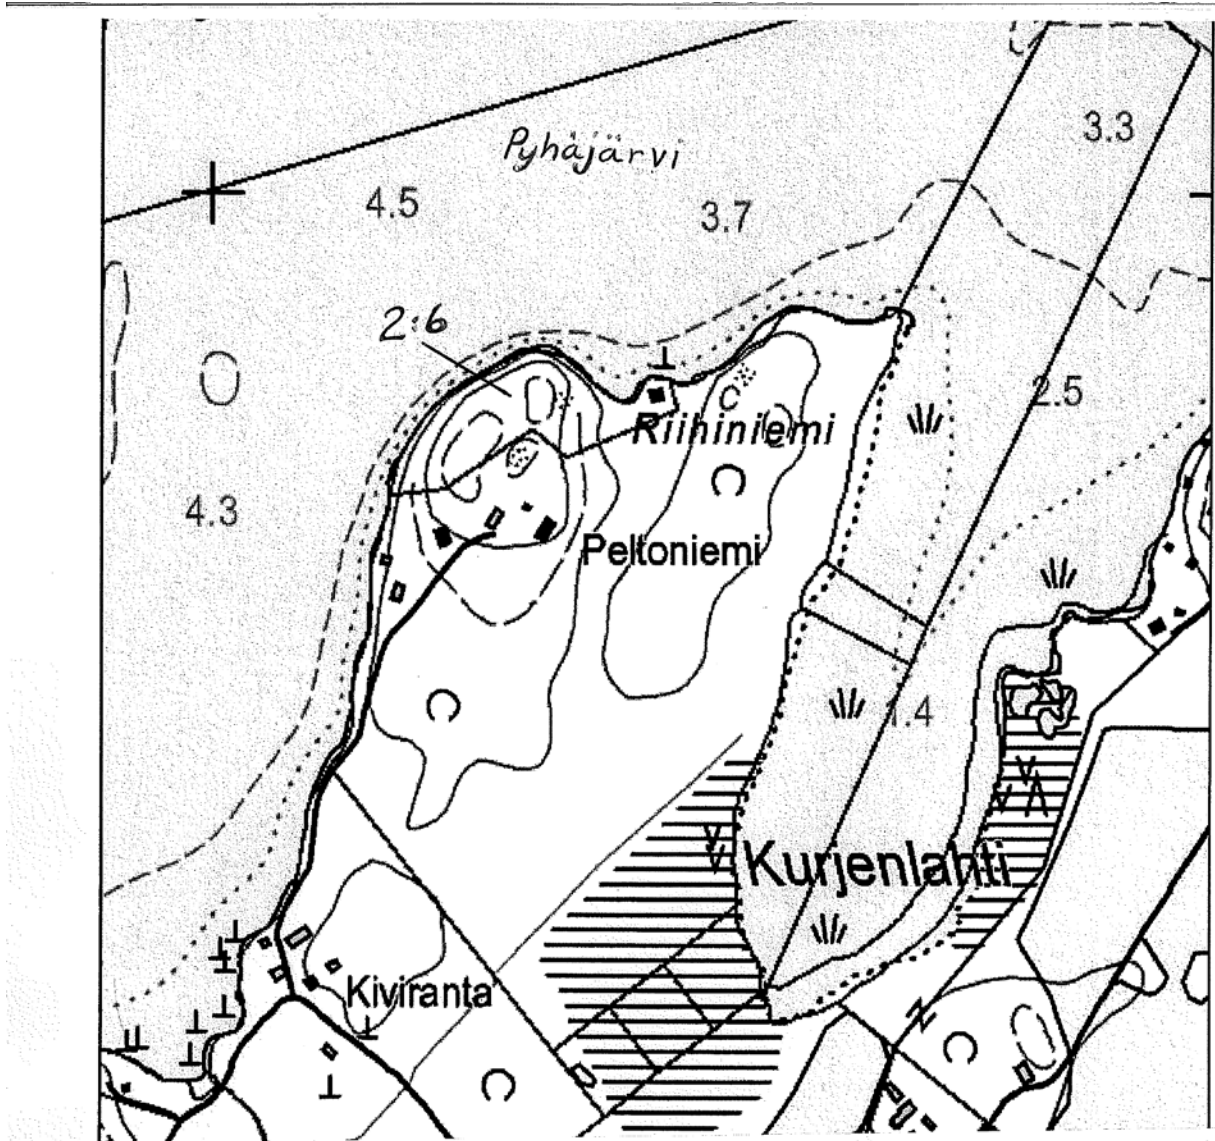 3.3
Pyhäjärvi
4.5
3.7
2:6
2.5
Riihiniemi
4.3
Peltoniemi
1.4
Kurjenlahti
Kiviranta